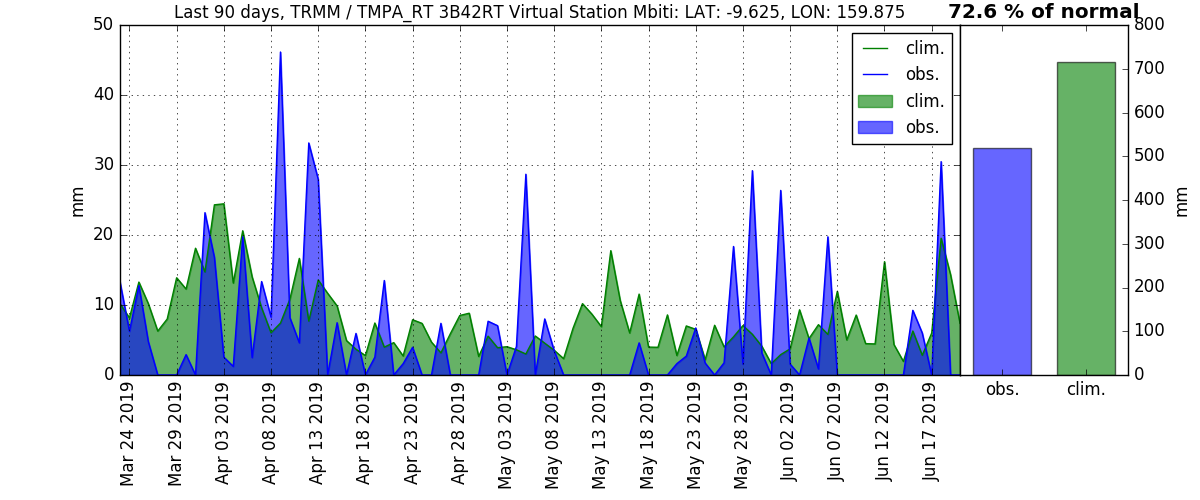 Last 90 days, TRMM / TMPA_RT 3B42RT Virtual Station Mbiti: LAT: -9.625, LON: 159.875
72.6 % of normal
50
40
30
20
10
0
mm
clim.
obs.
clim.
obs.
Mar 24 2019
Mar 29 2019
Apr 03 2019
Apr 08 2019
Apr 13 2019
Apr 18 2019
Apr 23 2019
Apr 28 2019
May 03 2019
May 08 2019
May 13 2019
May 18 2019
May 23 2019
May 28 2019
Jun 02 2019
Jun 07 2019
Jun 12 2019
Jun 17 2019
800
700
600
500
400
300
200
100
0
mm
obs.
clim.